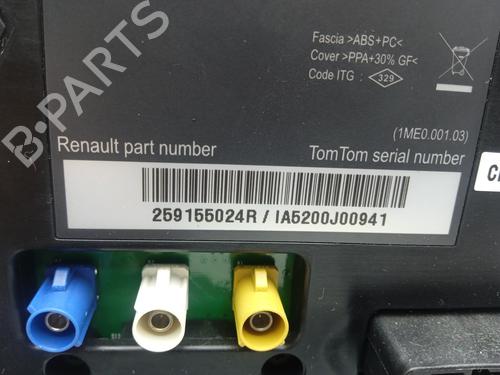 Fascia >ABS+PC<
Cover >PPA+30% GF<
Code ITG : 329
(1ME0.001.03)
Renault part number
TomTom serial number
259155024R / IA5200J00941
B-PARTS